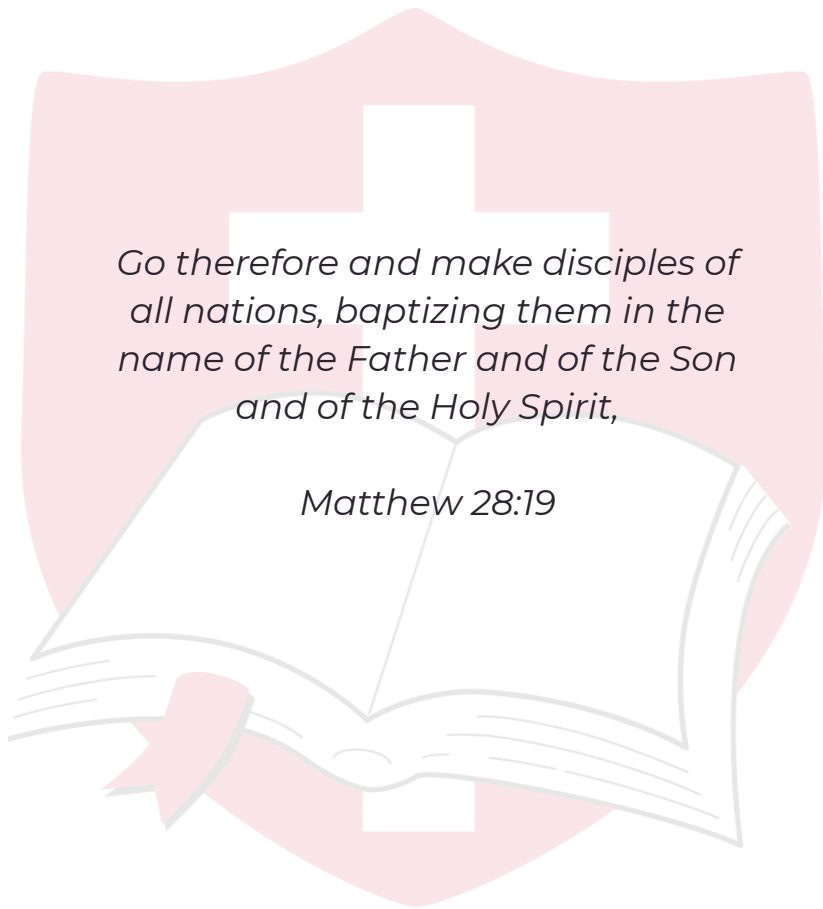 Go therefore and make disciples of
all nations, baptizing them in the
name of the Father and of the Son
and of the Holy Spirit,
Matthew 28:19